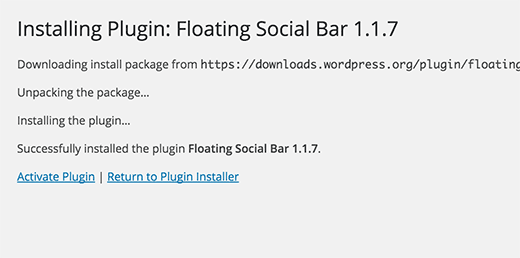 Installing Plugin: Floating Social Bar 1.1.7
Downloading install package from https://downloads.wordpress.org/plugin/floating
Unpacking the package...
Installing the plugin...
Successfully installed the plugin Floating Social Bar 1.1.7.
Activate Plugin | Return to Plugin Installer